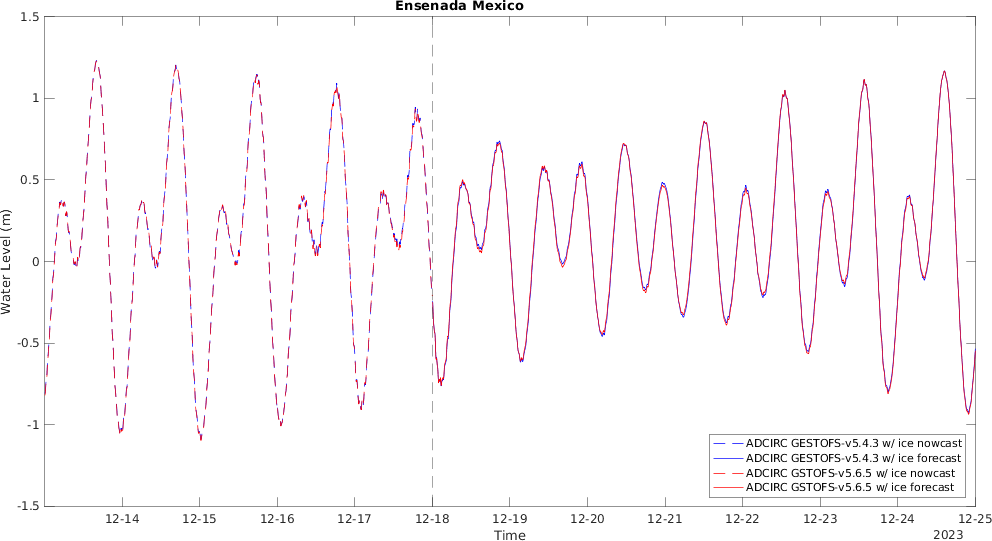 Ensenada Mexico
1.5
1
0.5
0
-0.5
-1
-1.5
Water Level (m)
ADCIRC GESTOFS-v5.4.3 w/ ice nowcast
ADCIRC GESTOFS-v5.4.3 w/ ice forecast
ADCIRC GSTOFS-v5.6.5 w/ ice nowcast
ADCIRC GSTOFS-v5.6.5 w/ ice forecast
12-14 12-15 12-16 12-17 12-18 12-19 12-20 12-21 12-22 12-23 12-24 12-25
Time
2023